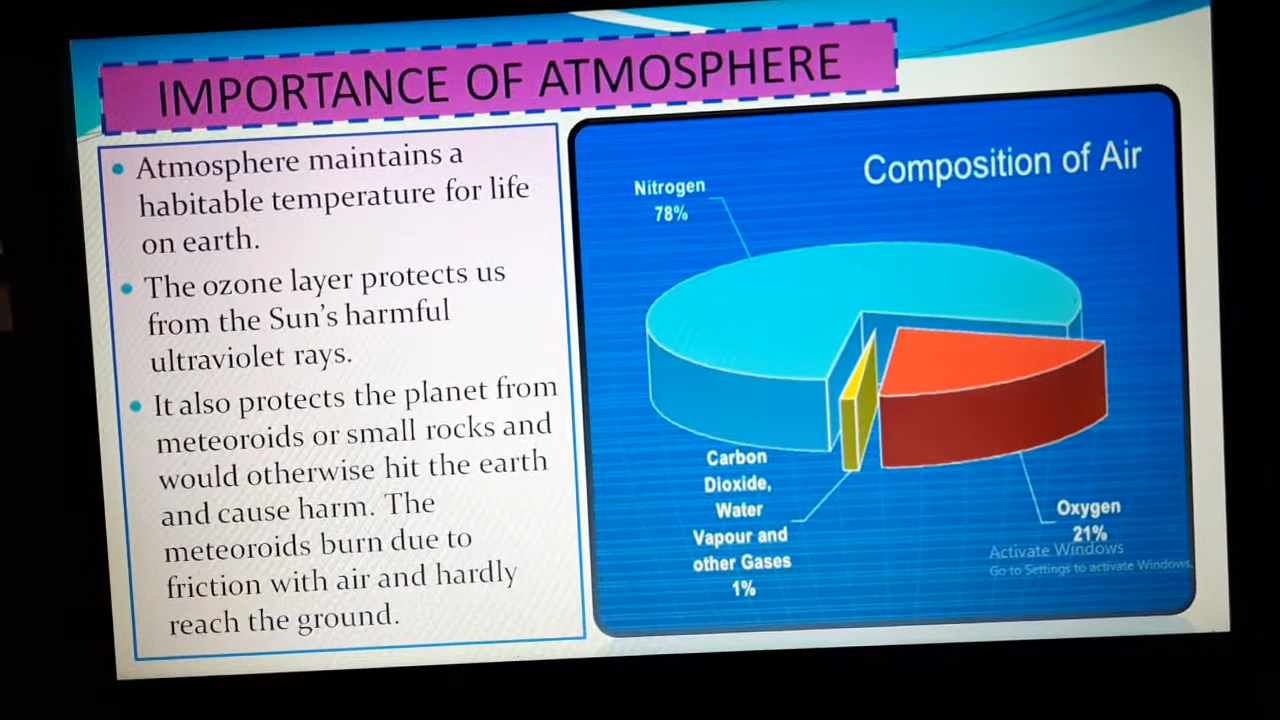 IMPORTANCE OF ATMOSPHERE
• Atmosphere maintains a
habitable temperature for life
on earth.
• The ozone layer protects us
from the Sun's harmful
ultraviolet rays.
• It also protects the planet from
meteoroids or small rocks and
would otherwise hit the earth
and cause harm. The
meteoroids burn due to
friction with air and hardly
reach the ground.
Composition of Air
Nitrogen
78%
Carbon
Dioxide,
Water
Vapour and
other Gases
1%
Oxygen
21%
Activate Windows
Go to Settings to activate Windows.